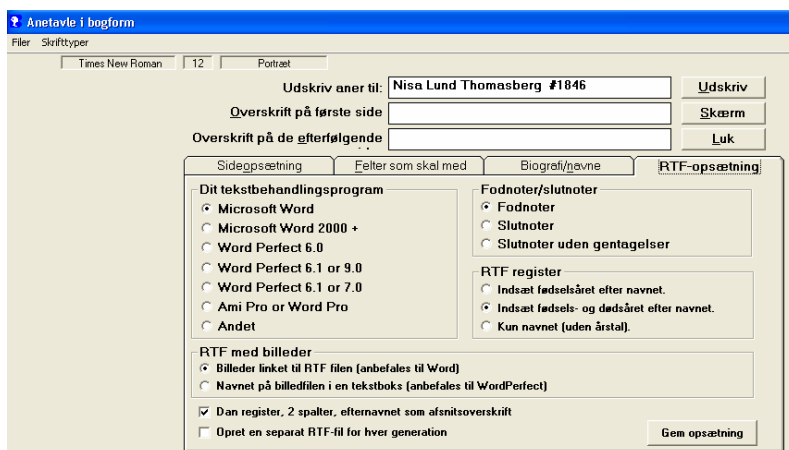 Anetavle i bogform
Filer Skrifttyper
Times New Roman 12 Portræt
Udskriv aner til: Nisa Lund Thomasberg #1846 Udskriv
Overskrift på første side Skærm
Overskrift på de efterfølgende Luk
Sideopsætning Felter som skal med Biografi/navne RTF-opsætning
Dit tekstbehandlingsprogram
Microsoft Word
Microsoft Word 2000 +
Word Perfect 6.0
Word Perfect 6.1 or 9.0
Word Perfect 6.1 or 7.0
Ami Pro or Word Pro
Andet
Fodnoter/slutnoter
Fodnoter
Slutnoter
Slutnoter uden gentagelser
RTF register
Indsæt fødselsåret efter navnet.
Indsæt fødsels- og dødsåret efter navnet.
Kun navnet (uden årstal).
RTF med billeder
Billeder linket til RTF filen (anbefales til Word)
Navnet på billedfilen i en tekstboks (anbefales til WordPerfect)
Dan register, 2 spalter, efternavnet som afsnitsoverskrift
Opret en separat RTF-fil for hver generation
Gem opsætning